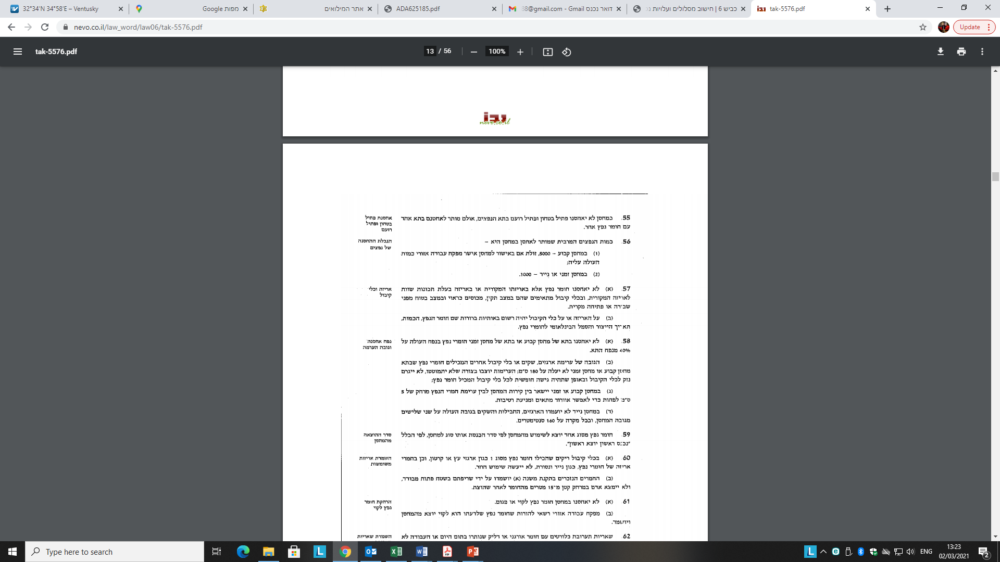 32°34'N 34°58'E – Ventusky
מפות Google
אתר המילואים
ADA625185.pdf
דואר נכנס 88@gmail.com - Gmail
כביש 6 | חישוב מסלולים ועלויות נס
tak-5576.pdf
nevo.co.il/law_word/law06/tak-5576.pdf
Update
tak-5576.pdf
13 / 56
100%
נבו
nevo.co.il
55. במחסן לא יאחסנו פתיל בטחון ופתיל רועם בתא הנפצים, אולם מותר לאחסנם בתא אחד
עם חומר נפץ אחר.
אחסנת פתיל
בטחון ופתיל
רועם
56. כמות הנפצים המרבית שמותר לאחסן במחסן היא –
הגבלת ההחסנה
של נפצים
(1) במחסן קבוע – 5000, זולת אם באישור למחסן אישר מפקח עבודה אזורי כמות
העולה עליה;
(2) במחסן זמני או נייד – 1000.
57. (א) לא יאחסנו חומר נפץ אלא באריזתו המקורית או באריזה בעלת תכונות שוות
לאריזה המקורית, ובכלי קיבול מתאימים שהם במצב תקין, מכוסים כראוי ובמצב בטוח מפני
שבירה או פתיחה מקרית.
אריזה וכלי
קיבול
(ב) על האריזה או על כלי הקיבול יהיה רשום באותיות ברורות שם חומר הנפץ, הכמות,
תאריך הייצור והסמל הבינלאומי לחומרי נפץ.
58. (א) לא יאחסנו בתא של מחסן קבוע או בתא של מחסן זמני חומרי נפץ בנפח העולה על
40% מנפח התא.
נפח אחסנה
וגובה הערמה
(ב) הגובה של ערימת ארגזים, שקים או כלי קיבול אחרים המכילים חומרי נפץ שבתא
מחסן קבוע או מחסן זמני לא יעלה על 180 ס"מ; הערימות יוצבו בצורה שלא יתמוטטו, לא ייגרם
נזק לכלי הקיבול ובאופן שתהיה גישה חופשית לכל כלי קיבול המכיל חומר נפץ;
(ג) במחסן קבוע או זמני יישאר בין קירות המחסן לבין ערימת חמרי הנפץ מרחק של 5
ס"מ לפחות כדי לאפשר אוורור מתאים ומניעת רטיבות.
(ד) במחסן נייד לא יועמדו הארגזים, החבילות והשקים בגובה העולה על שני שלישים
מגובה המחסן, ובכל מקרה על 160 סנטימטרים.
59. חומר נפץ מסוג אחד יוצא לשימוש מהמחסן לפי סדר הכנסת אותו סוג למחסן, לפי הכלל
"נכנס ראשון יוצא ראשון".
סדר ההוצאה
מהמחסן
60. (א) בכלי קיבול ריקים שהכילו חומר נפץ מסוג 1 כגון ארגזי עץ או קרטון, וכן בחמרי
אריזה של חומרי נפץ, כגון נייר ונסורת, לא ייעשה שימוש חוזר.
השמדת אריזות
משומשות
(ב) החמרים הנזכרים בתקנת משנה (א) יושמדו על ידי שריפתם בשטח פתוח מבודד,
ולא יימצא אדם במרחק קטן מ־15 מטרים מהחומר לאחר שהוצת.
61. (א) לא יאחסנו במחסן חומר נפץ לקוי או פגום.
הרחקת חומר
נפץ לקוי
(ב) מפקח עבודה אזורי רשאי להורות שחומר נפץ שלדעתו הוא לקוי יוצא מהמחסן
ויושמד.
62. שאריות תערובת כלורטים עם חומר אורגני או דליק שנותרו בתום היום או העבודה לא
השמדת שאריות
Type here to search
ENG
13:23
02/03/2021
2